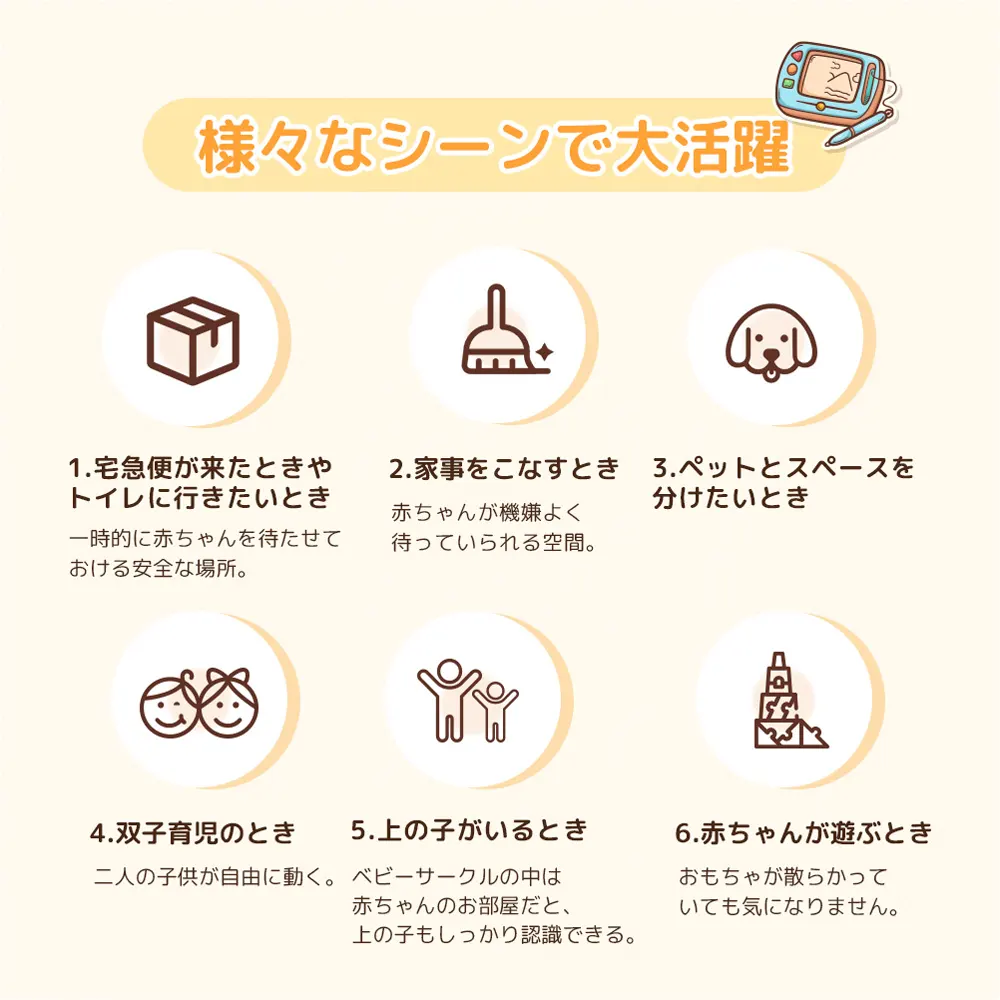 様々なシーンで大活躍
1.宅急便が来たときや
トイレに行きたいとき
一時的に赤ちゃんを待たせて
おける安全な場所。
2.家事をこなすとき
赤ちゃんが機嫌よく
待っていられる空間。
3.ペットとスペースを
分けたいとき
4.双子育児のとき
二人の子供が自由に動く。
5.上の子がいるとき
ベビーサークルの中は
赤ちゃんのお部屋だと、
上の子もしっかり認識できる。
6.赤ちゃんが遊ぶとき
おもちゃが散らかって
いても気になりません。